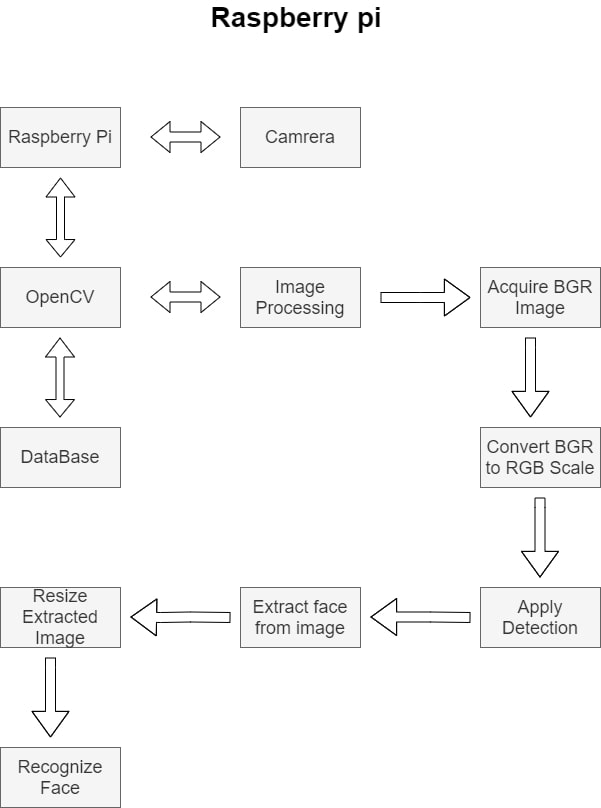 Raspberry pi
Raspberry Pi
Camrera
OpenCV
Image
Processing
Acquire BGR
Image
DataBase
Convert BGR
to RGB Scale
Resize
Extracted
Image
Extract face
from image
Apply
Detection
Recognize
Face